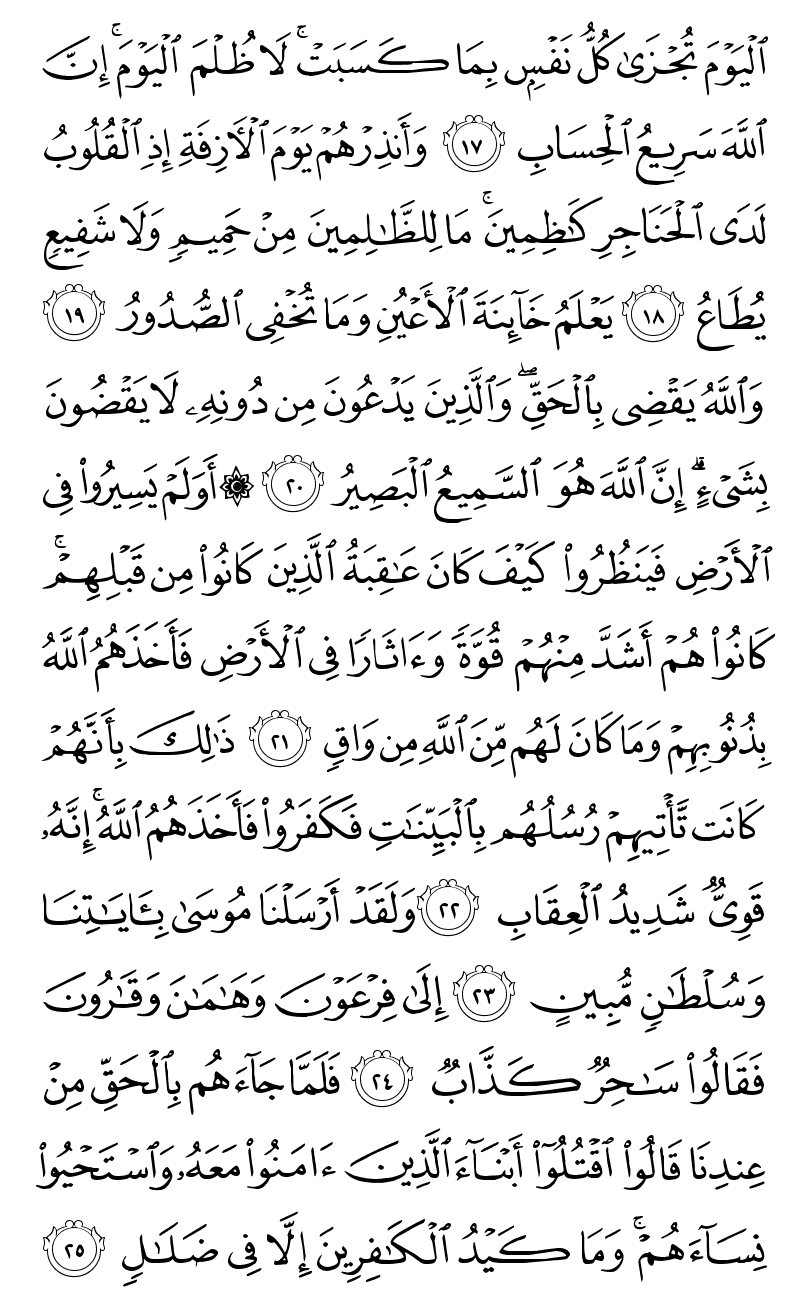 ٱلۡيَوۡمَ تُجۡزَىٰ كُلُّ نَفۡسِۭ بِمَا كَسَبَتۡۚ لَا ظُلۡمَ ٱلۡيَوۡمَۚ إِنَّ
ٱللَّهَ سَرِيعُ ٱلۡحِسَابِ ١٧ وَأَنذِرۡهُمۡ يَوۡمَ ٱلۡأٓزِفَةِ إِذِ ٱلۡقُلُوبُ
لَدَى ٱلۡحَنَاجِرِ كَٰظِمِينَۚ مَا لِلظَّٰلِمِينَ مِنۡ حَمِيمٖ وَلَا شَفِيعٖ
يُطَاعُ ١٨ يَعۡلَمُ خَآئِنَةَ ٱلۡأَعۡيُنِ وَمَا تُخۡفِي ٱلصُّدُورُ ١٩
وَٱللَّهُ يَقۡضِي بِٱلۡحَقِّۖ وَٱلَّذِينَ يَدۡعُونَ مِن دُونِهِۦ لَا يَقۡضُونَ
بِشَيۡءٍۗ إِنَّ ٱللَّهَ هُوَ ٱلسَّمِيعُ ٱلۡبَصِيرُ ٢٠ ۞أَوَلَمۡ يَسِيرُواْ فِي
ٱلۡأَرۡضِ فَيَنظُرُواْ كَيۡفَ كَانَ عَٰقِبَةُ ٱلَّذِينَ كَانُواْ مِن قَبۡلِهِمۡۚ
كَانُواْ هُمۡ أَشَدَّ مِنۡهُمۡ قُوَّةٗ وَءَاثَارٗا فِي ٱلۡأَرۡضِ فَأَخَذَهُمُ ٱللَّهُ
بِذُنُوبِهِمۡ وَمَا كَانَ لَهُم مِّنَ ٱللَّهِ مِن وَاقٖ ٢١ ذَٰلِكَ بِأَنَّهُمۡ
كَانَت تَّأۡتِيهِمۡ رُسُلُهُم بِٱلۡبَيِّنَٰتِ فَكَفَرُواْ فَأَخَذَهُمُ ٱللَّهُۚ إِنَّهُۥ
قَوِيّٞ شَدِيدُ ٱلۡعِقَابِ ٢٢ وَلَقَدۡ أَرۡسَلۡنَا مُوسَىٰ بِـَٔايَٰتِنَا
وَسُلۡطَٰنٖ مُّبِينٍ ٢٣ إِلَىٰ فِرۡعَوۡنَ وَهَٰمَٰنَ وَقَٰرُونَ
فَقَالُواْ سَٰحِرٞ كَذَّابٞ ٢٤ فَلَمَّا جَآءَهُم بِٱلۡحَقِّ مِنۡ
عِندِنَا قَالُواْ ٱقۡتُلُوٓاْ أَبۡنَآءَ ٱلَّذِينَ ءَامَنُواْ مَعَهُۥ وَٱسۡتَحۡيُواْ
نِسَآءَهُمۡۚ وَمَا كَيۡدُ ٱلۡكَٰفِرِينَ إِلَّا فِي ضَلَٰلٖ ٢٥